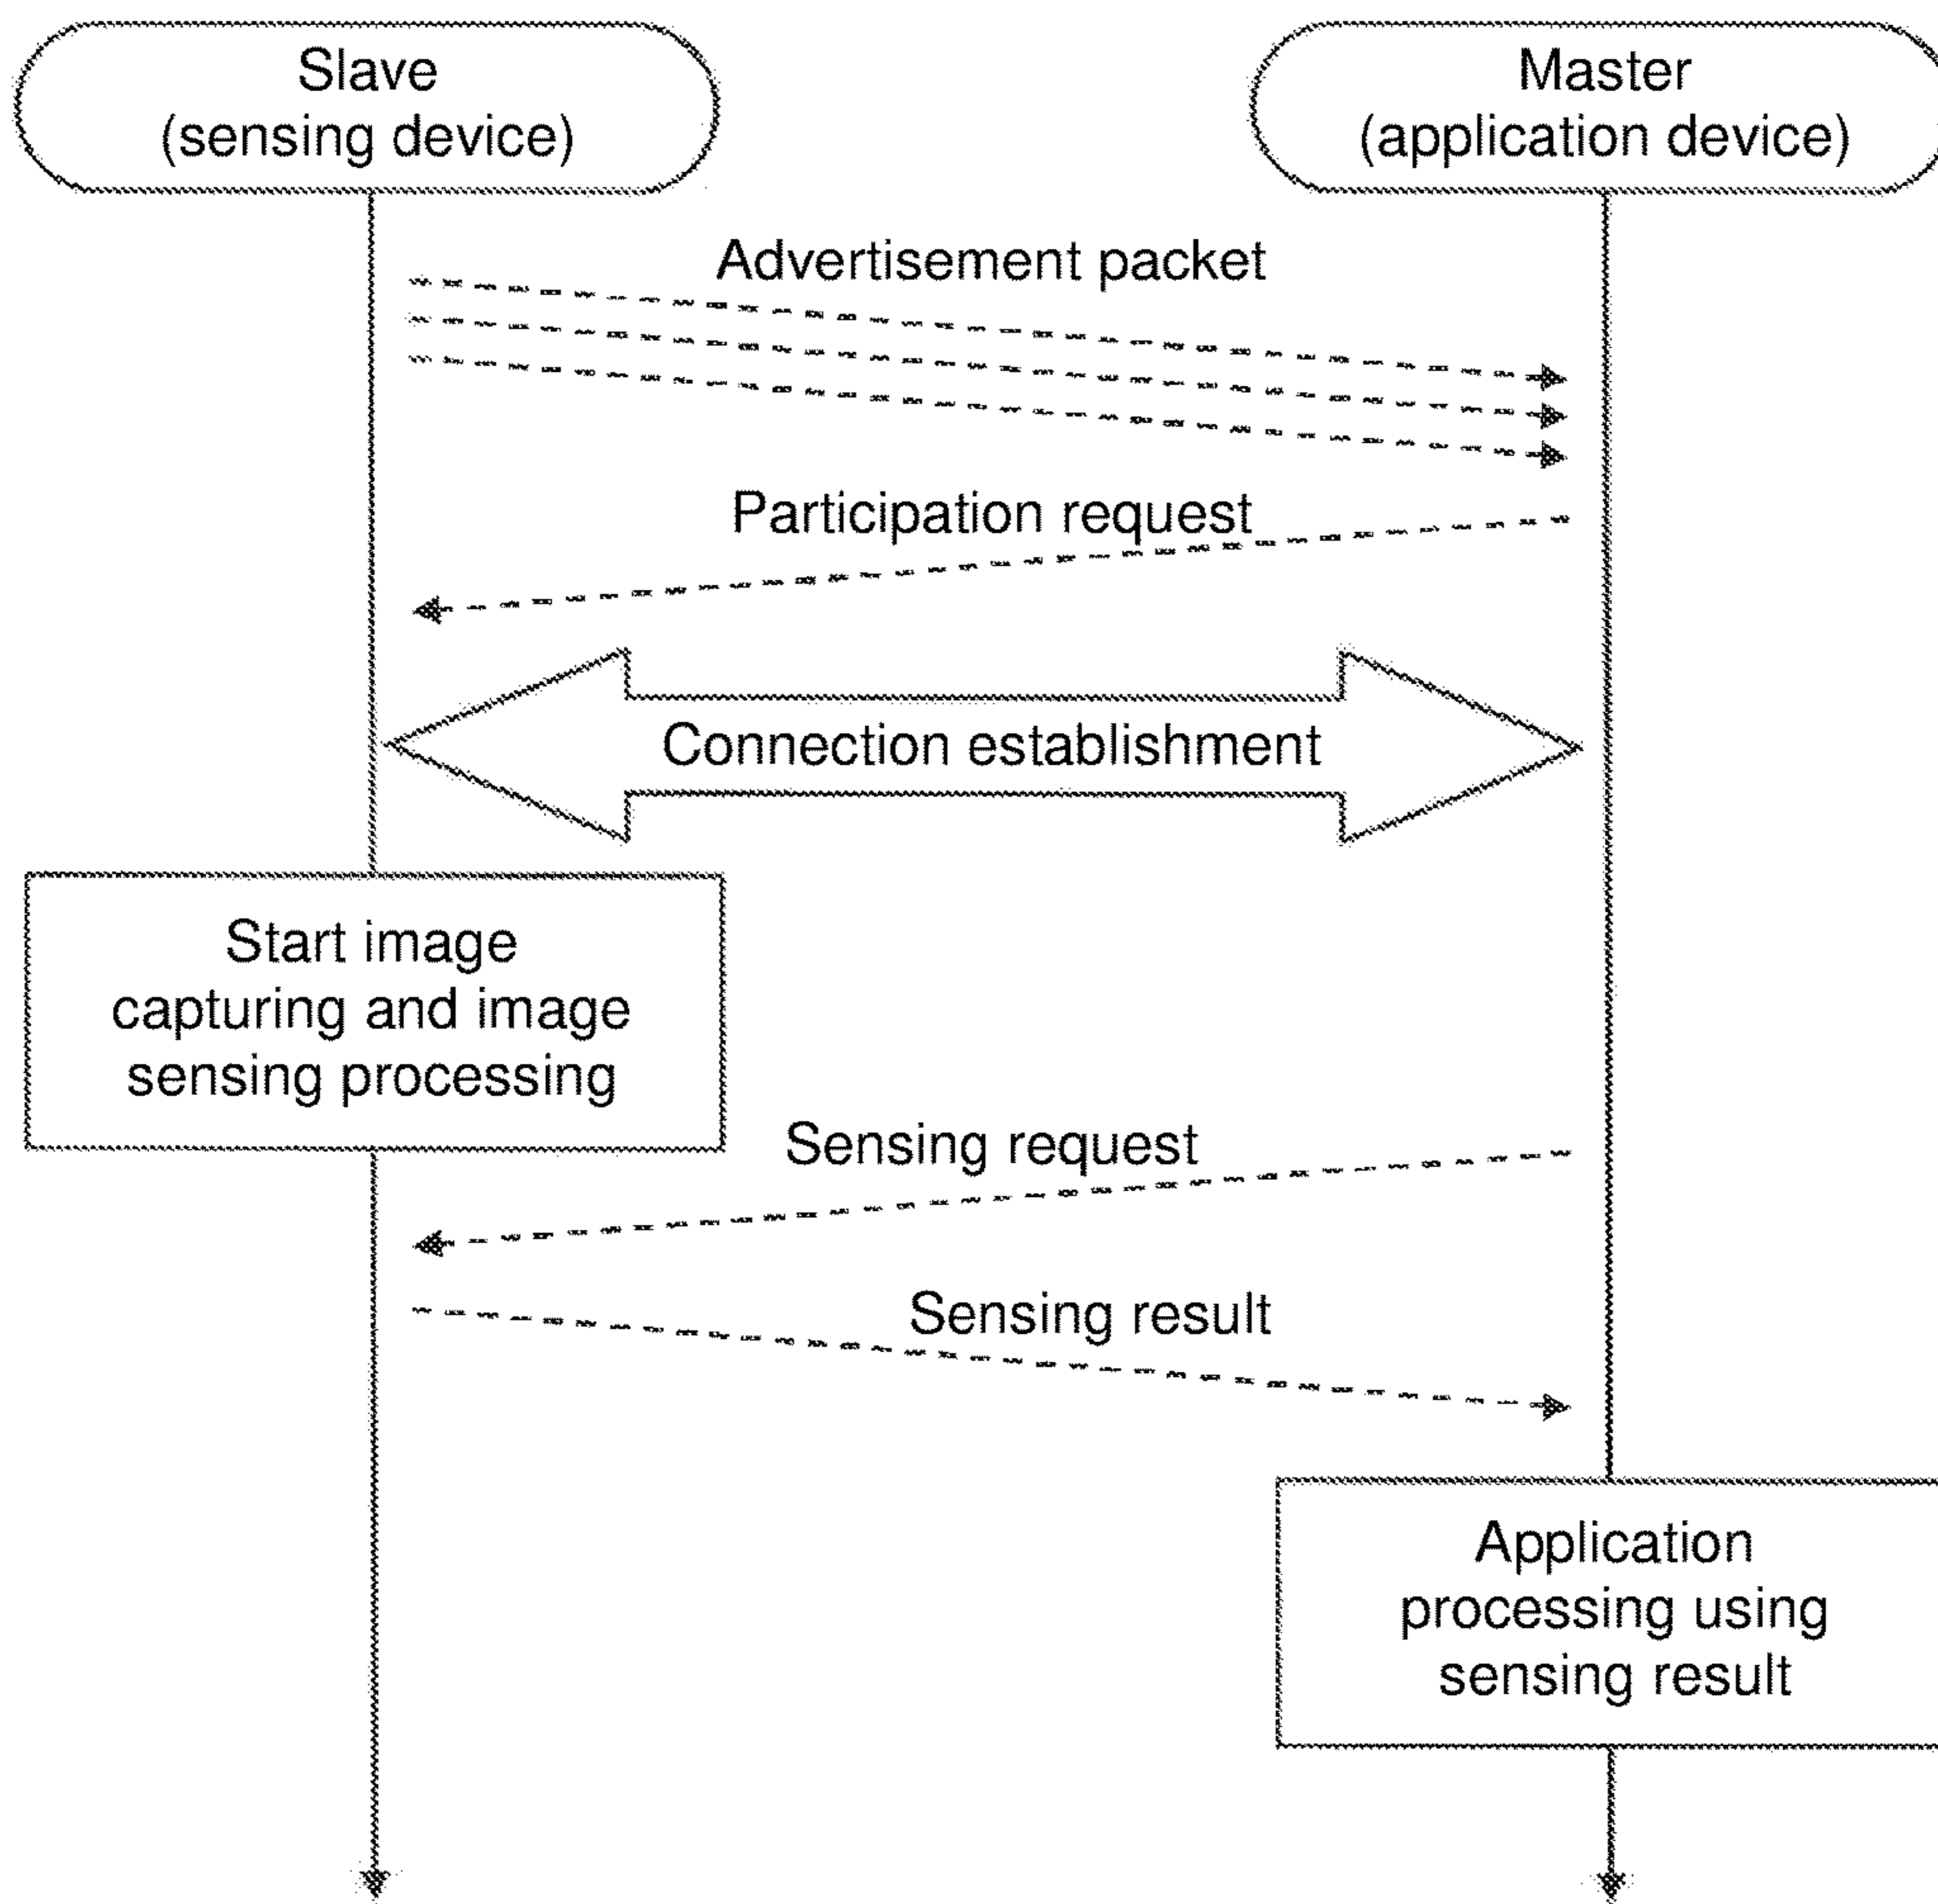 Slave
(sensing device)
Master
(application device)
Advertisement packet
Participation request
Connection establishment
Start image
capturing and image
sensing processing
Sensing request
Sensing result
Application
processing using
sensing result